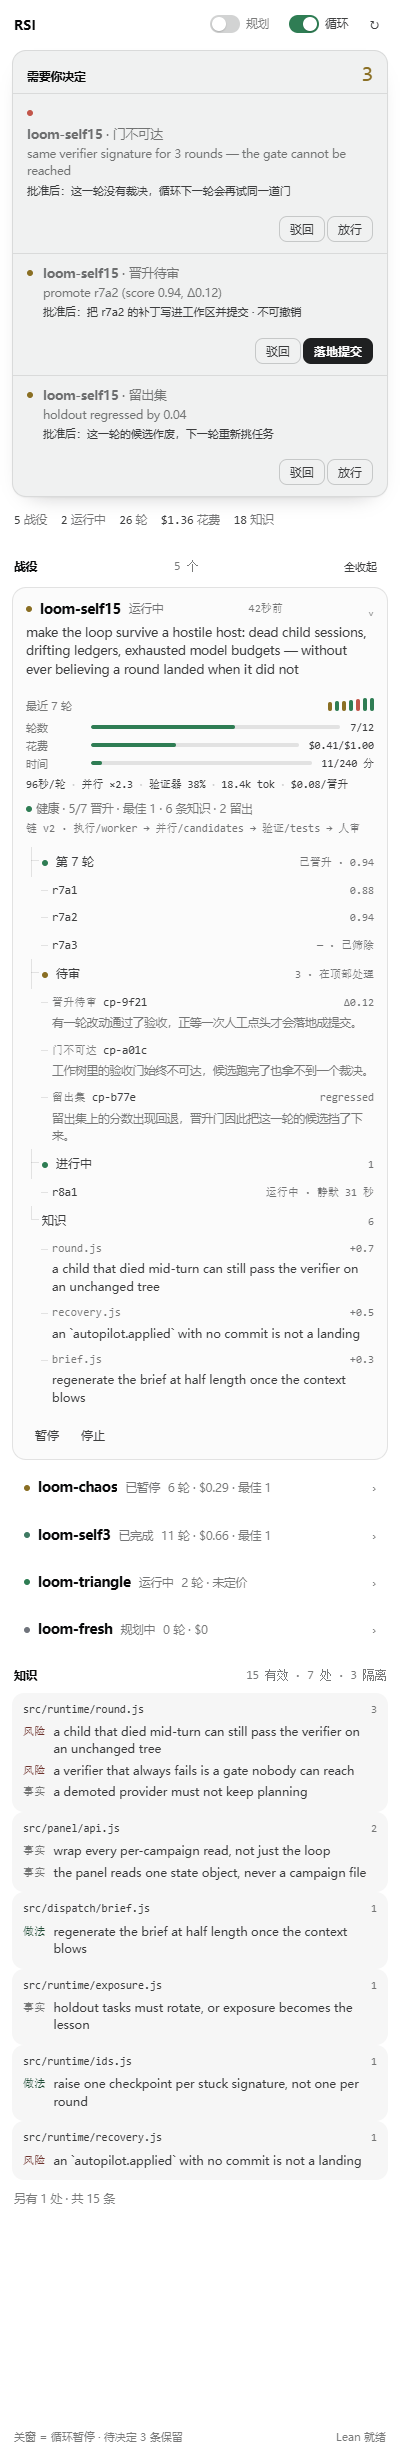 RSI 规划 循环 ↻
需要你决定 3
loom-self15 · 门不可达
same verifier signature for 3 rounds — the gate cannot be
reached
批准后：这一轮没有裁决，循环下一轮会再试同一道门
驳回 放行
loom-self15 · 晋升待审
promote r7a2 (score 0.94, Δ0.12)
批准后：把 r7a2 的补丁写进工作区并提交 · 不可撤销
驳回 落地提交
loom-self15 · 留出集
holdout regressed by 0.04
批准后：这一轮的候选作废，下一轮重新挑任务
驳回 放行
5 战役 2 运行中 26 轮 $1.36 花费 18 知识
战役 5 个 全收起
loom-self15 运行中 42秒前
make the loop survive a hostile host: dead child sessions,
drifting ledgers, exhausted model budgets — without
ever believing a round landed when it did not
最近 7 轮
轮数 7/12
花费 $0.41/$1.00
时间 11/240 分
96秒/轮 · 并行 ×2.3 · 验证器 38% · 18.4k tok · $0.08/晋升
健康 · 5/7 晋升 · 最佳 1 · 6 条知识 · 2 留出
链 v2 · 执行/worker → 并行/candidates → 验证/tests → 人审
第 7 轮 已晋升 · 0.94
r7a1 0.88
r7a2 0.94
r7a3 — · 已筛除
待审 3 · 在顶部处理
晋升待审 cp-9f21 Δ0.12
有一轮改动通过了验收，正等一次人工点头才会落地成提交。
门不可达 cp-a01c
工作树里的验收门始终不可达，候选跑完了也拿不到一个裁决。
留出集 cp-b77e regressed
留出集上的分数出现回退，晋升门因此把这一轮的候选挡了下
来。
进行中 1
r8a1 运行中 · 静默 31 秒
知识 6
round.js +0.7
a child that died mid-turn can still pass the verifier on
an unchanged tree
recovery.js +0.5
an `autopilot.applied` with no commit is not a landing
brief.js +0.3
regenerate the brief at half length once the context
blows
暂停 停止
loom-chaos 已暂停 6 轮 · $0.29 · 最佳 1 ›
loom-self3 已完成 11 轮 · $0.66 · 最佳 1 ›
loom-triangle 运行中 2 轮 · 未定价 ›
loom-fresh 规划中 0 轮 · $0 ›
知识 15 有效 · 7 处 · 3 隔离
src/runtime/round.js 3
风险 a child that died mid-turn can still pass the verifier on
an unchanged tree
风险 a verifier that always fails is a gate nobody can reach
事实 a demoted provider must not keep planning
src/panel/api.js 2
事实 wrap every per-campaign read, not just the loop
事实 the panel reads one state object, never a campaign file
src/dispatch/brief.js 1
做法 regenerate the brief at half length once the context
blows
src/runtime/exposure.js 1
事实 holdout tasks must rotate, or exposure becomes the
lesson
src/runtime/ids.js 1
做法 raise one checkpoint per stuck signature, not one per
round
src/runtime/recovery.js 1
风险 an `autopilot.applied` with no commit is not a landing
另有 1 处 · 共 15 条
关窗 = 循环暂停 · 待决定 3 条保留 Lean 就绪